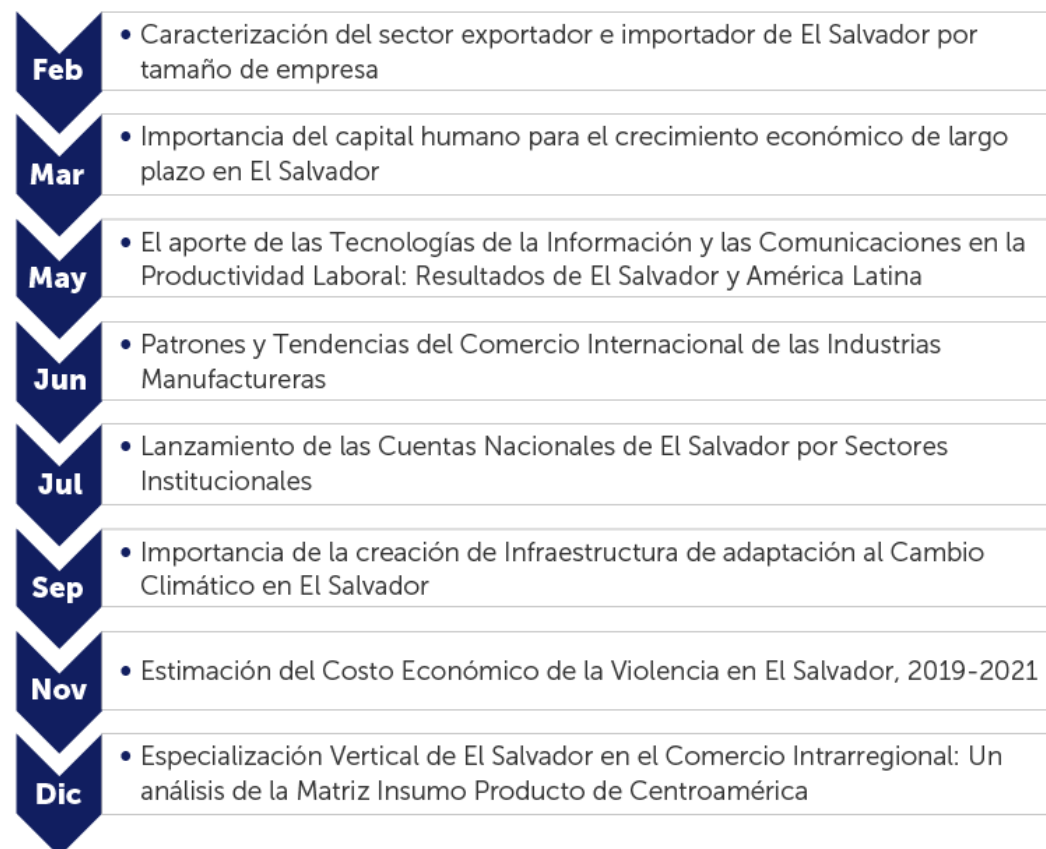 Feb
• Caracterización del sector exportador e importador de El Salvador por
tamaño de empresa
Mar
• Importancia del capital humano para el crecimiento económico de largo
plazo en El Salvador
May
• El aporte de las Tecnologías de la Información y las Comunicaciones en la
Productividad Laboral: Resultados de El Salvador y América Latina
Jun
• Patrones y Tendencias del Comercio Internacional de las Industrias
Manufactureras
Jul
• Lanzamiento de las Cuentas Nacionales de El Salvador por Sectores
Institucionales
Sep
• Importancia de la creación de Infraestructura de adaptación al Cambio
Climático en El Salvador
Nov
• Estimación del Costo Económico de la Violencia en El Salvador, 2019-2021
Dic
• Especialización Vertical de El Salvador en el Comercio Intrarregional: Un
análisis de la Matriz Insumo Producto de Centroamérica